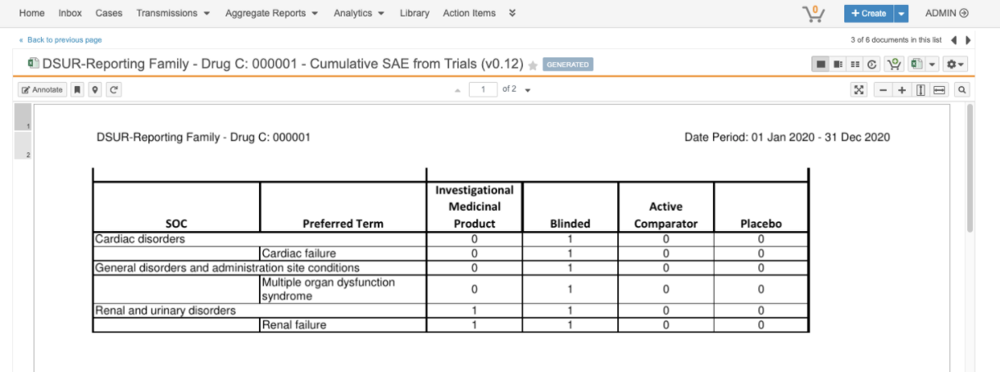 Home Inbox Cases Transmissions Aggregate Reports Analytics Library Action Items 0 + Create ADMIN
« Back to previous page 3 of 6 documents in this list
DSUR-Reporting Family - Drug C: 000001 - Cumulative SAE from Trials (v0.12) GENERATED
Annotate 1 of 2
1
2
DSUR-Reporting Family - Drug C: 000001 Date Period: 01 Jan 2020 - 31 Dec 2020
SOC Preferred Term Investigational Medicinal Product Blinded Active Comparator Placebo
Cardiac disorders 0 1 0 0
Cardiac failure 0 1 0 0
General disorders and administration site conditions 0 1 0 0
Multiple organ dysfunction syndrome 0 1 0 0
Renal and urinary disorders 1 1 0 0
Renal failure 1 1 0 0